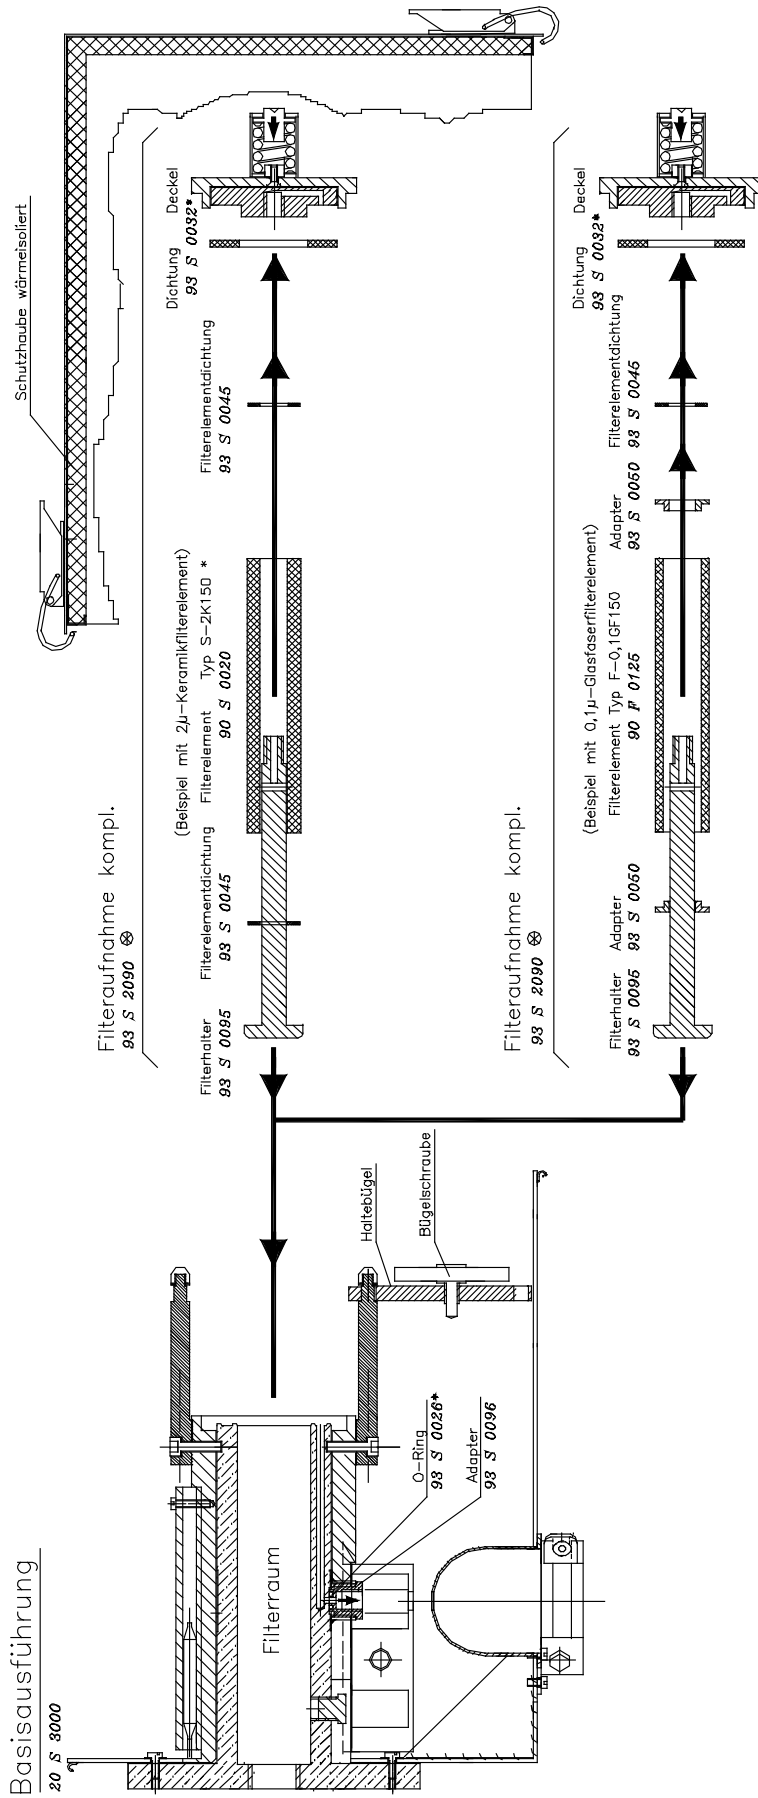 Basisausführung
20 S 3000
Filterraum
O-Ring
93 S 0026*
Adapter
93 S 0096
Haltebügel
Bügelschraube
Schutzhaube wärmeisoliert
Filteraufnahme kompl.
93 S 2090 ⊗
(Beispiel mit 2µ-Keramikfilterelement)
Filterhalter
93 S 0095
Filterelementdichtung
93 S 0045
Filterelement Typ S-2K150 *
90 S 0020
Filterelementdichtung
93 S 0045
Dichtung
93 S 0032*
Deckel
Filteraufnahme kompl.
93 S 2090 ⊗
(Beispiel mit 0,1µ-Glasfaserfilterelement)
Filterhalter
93 S 0095
Adapter
93 S 0050
Filterelement Typ F-0,1GF150
90 F 0125
Adapter
93 S 0050
Filterelementdichtung
93 S 0045
Dichtung
93 S 0032*
Deckel